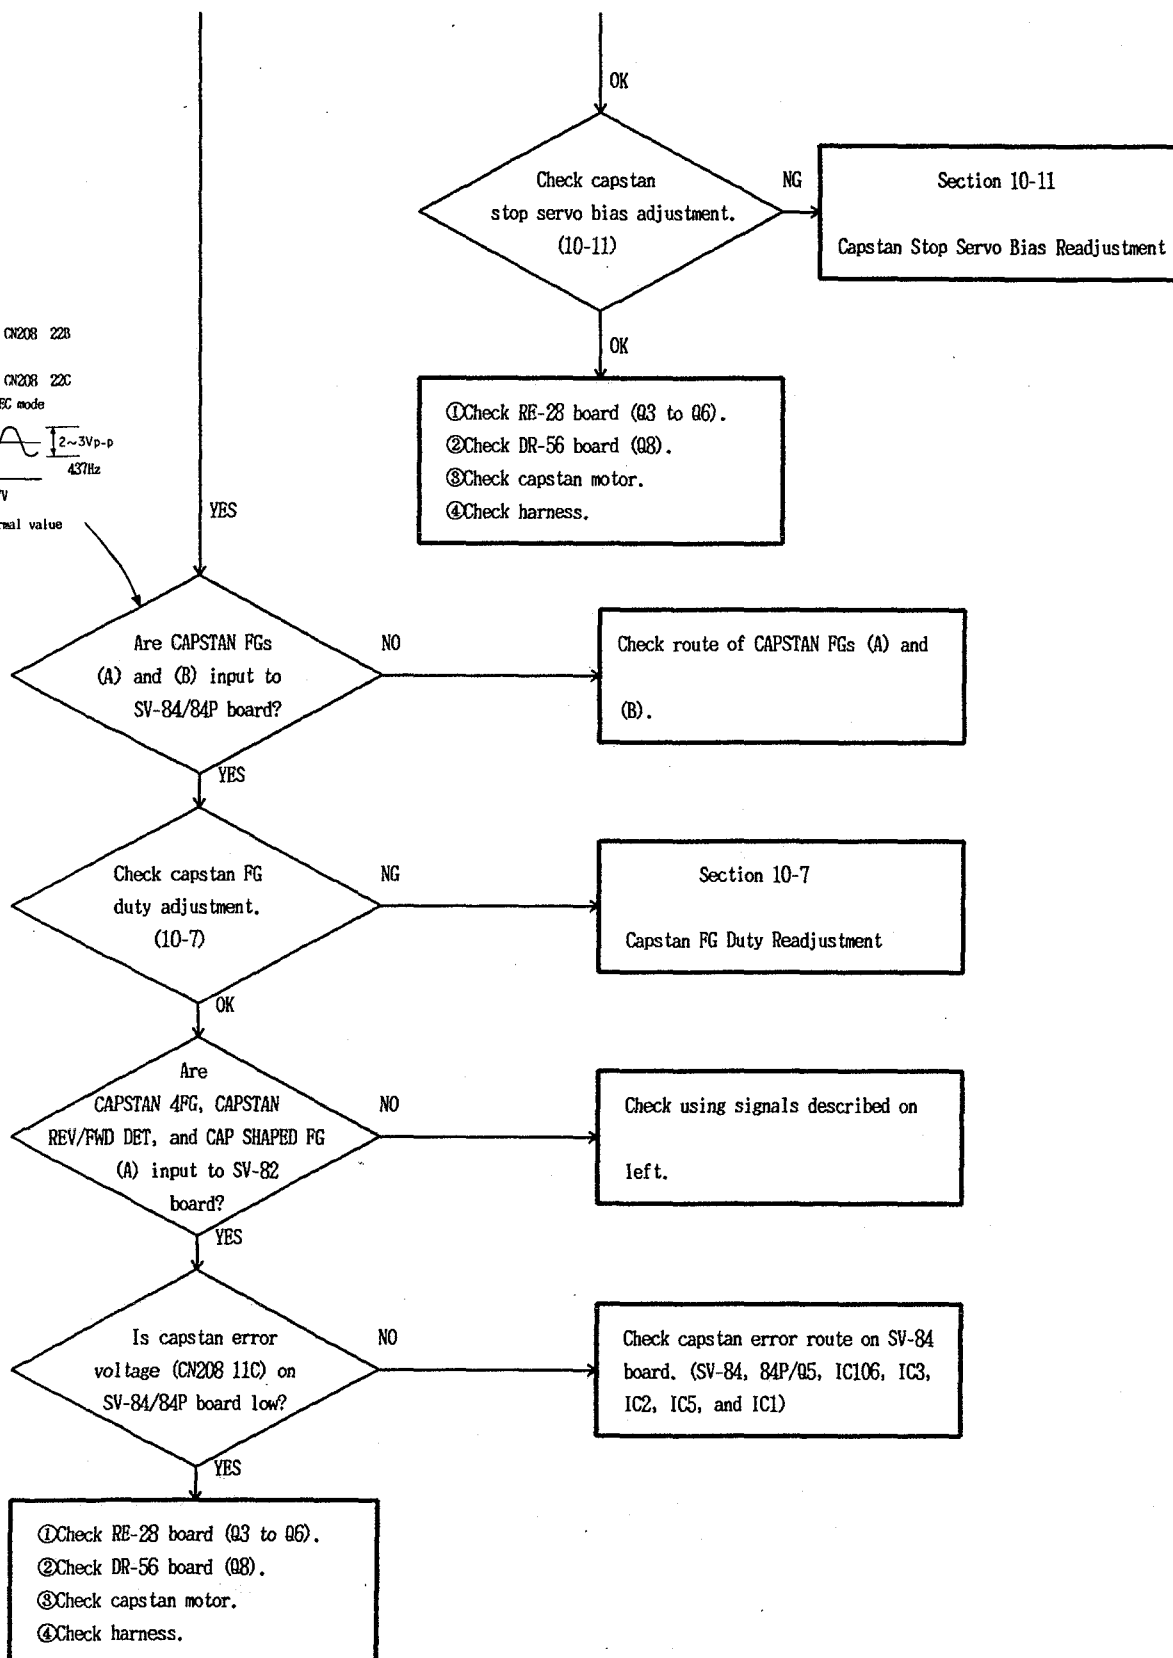 OK
Check capstan
stop servo bias adjustment.
(10-11)
NG
Section 10-11
Capstan Stop Servo Bias Readjustment
OK
①Check RE-28 board (Q3 to Q6).
②Check DR-56 board (Q8).
③Check capstan motor.
④Check harness.
CN208 22B
CN208 22C
EC mode
2~3Vp-p
437Hz
V
mal value
YES
Are CAPSTAN FGs
(A) and (B) input to
SV-84/84P board?
NO
Check route of CAPSTAN FGs (A) and
(B).
YES
Check capstan FG
duty adjustment.
(10-7)
NG
Section 10-7
Capstan FG Duty Readjustment
OK
Are
CAPSTAN 4FG, CAPSTAN
REV/FWD DET, and CAP SHAPED FG
(A) input to SV-82
board?
NO
Check using signals described on
left.
YES
Is capstan error
voltage (CN208 11C) on
SV-84/84P board low?
NO
Check capstan error route on SV-84
board. (SV-84, 84P/Q5, IC106, IC3,
IC2, IC5, and IC1)
YES
①Check RE-28 board (Q3 to Q6).
②Check DR-56 board (Q8).
③Check capstan motor.
④Check harness.